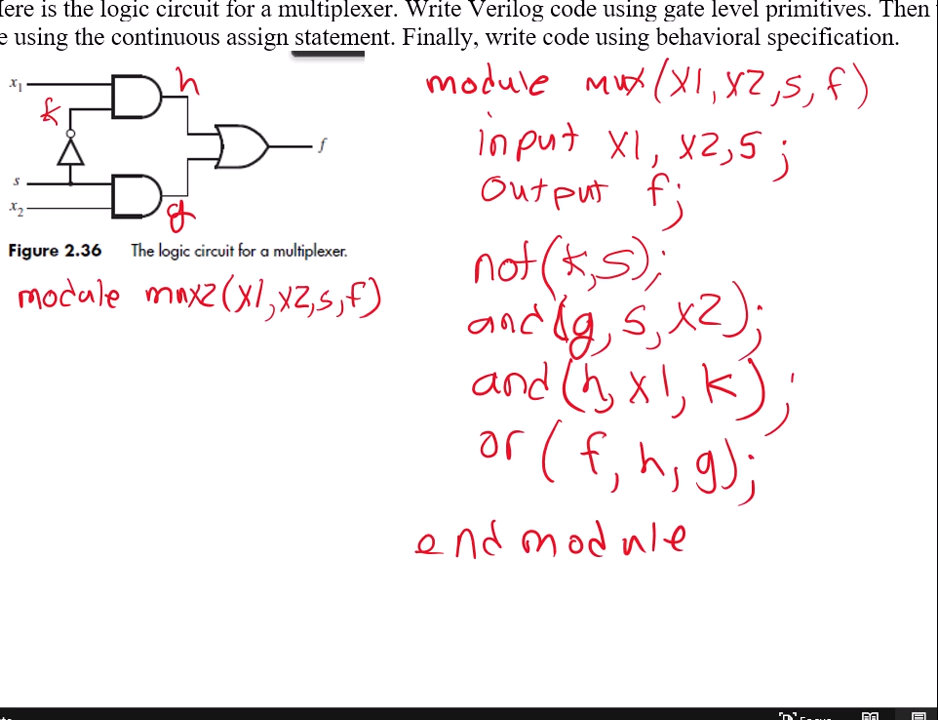 Here is the logic circuit for a multiplexer. Write Verilog code using gate level primitives. Then
e using the continuous assign statement. Finally, write code using behavioral specification.
x1
k
h
f
s
x2
g
Figure 2.36 The logic circuit for a multiplexer.
module mux2(x1,x2,s,f)
module mux(x1,x2,s,f)
input x1, x2,s;
output f;
not(k,s);
and(g,s,x2);
and(h,x1,k);
or(f,h,g);
endmodule